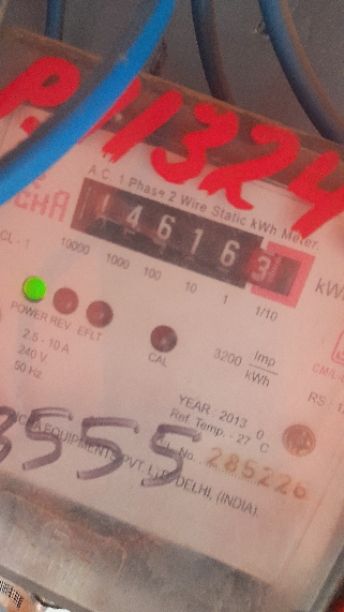 A.C. 1 Phase 2 Wire Static kWh Meter.
14616 3
CL - 1 10000 1000 100 10 1 1/10
POWER REV EFLT
CAL
3200 Imp/kWh
2.5 - 10 A
240 V
50 Hz
YEAR : 2013
Ref. Temp. - 27 °C
No. 285226
EQUIPMENTS PVT. LTD. DELHI, (INDIA).
3555